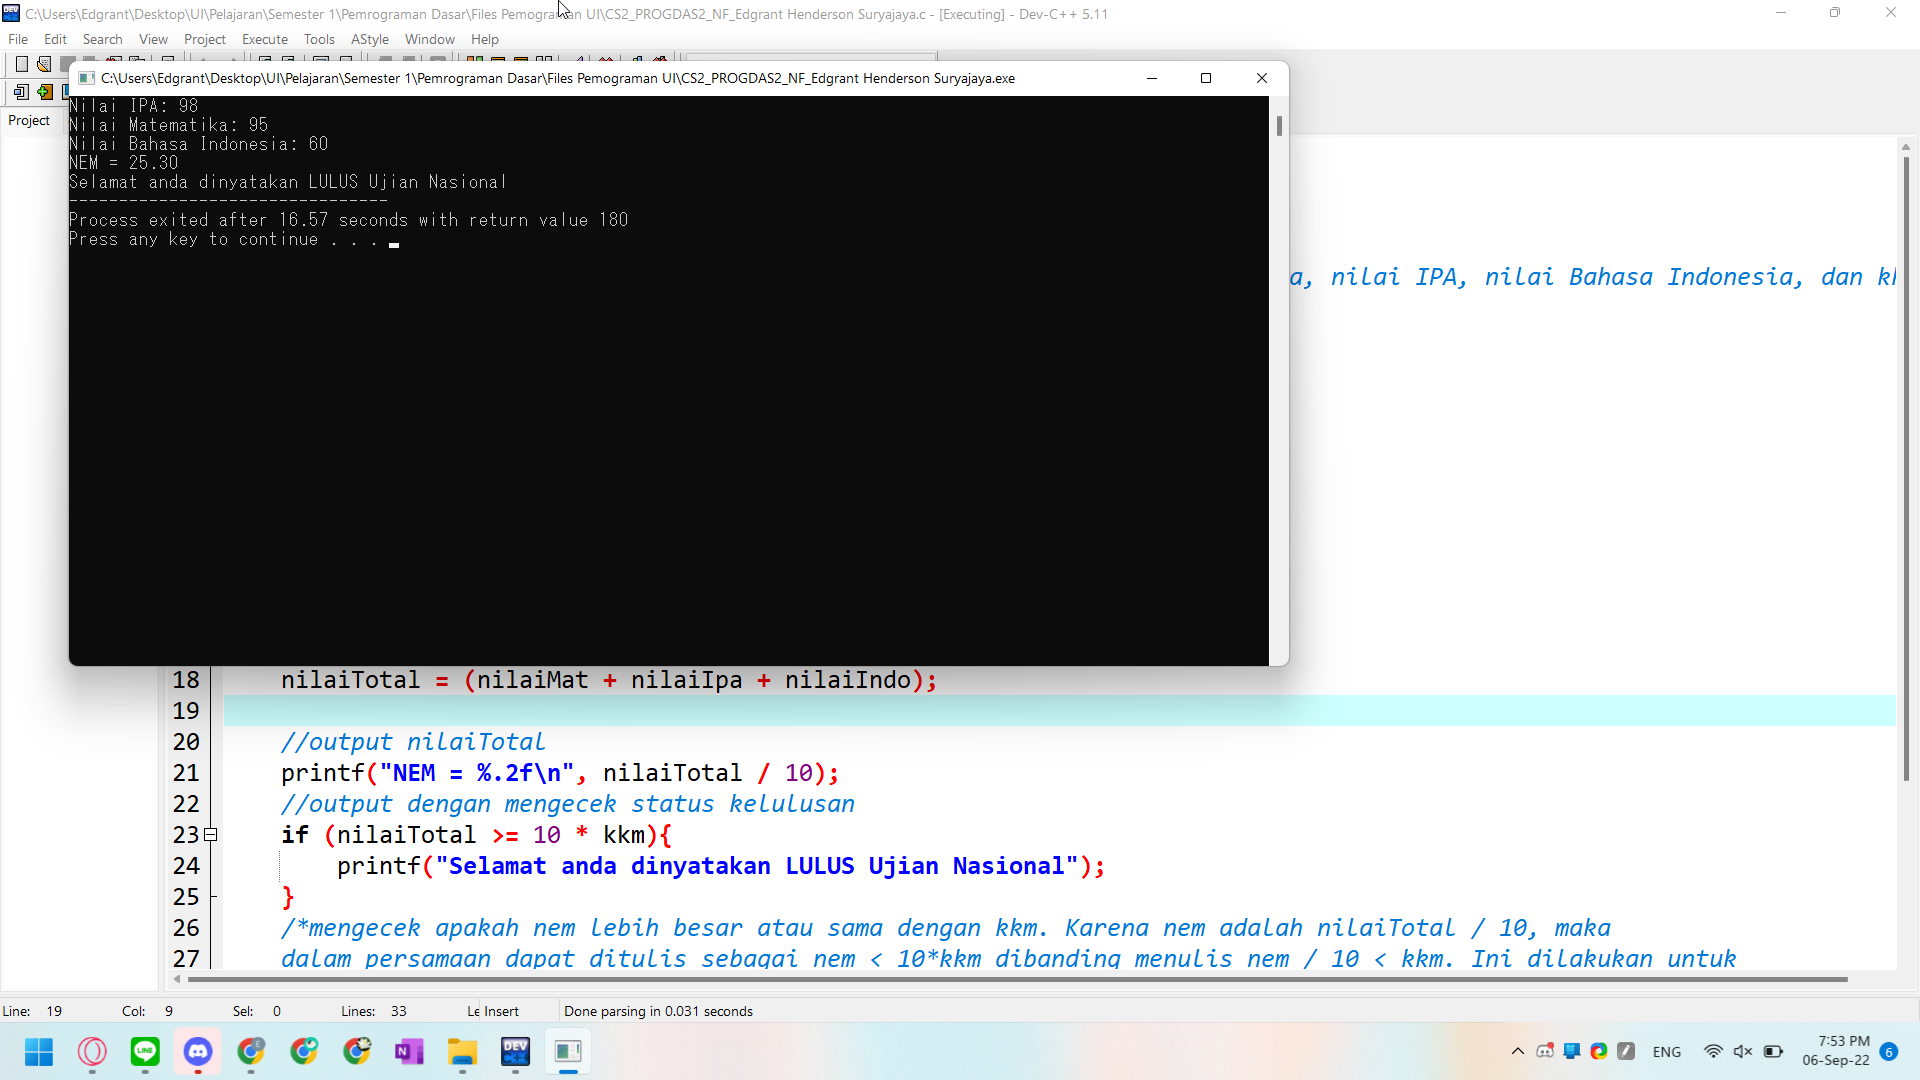 C:\Users\Edgrant\Desktop\UI\Pelajaran\Semester 1\Pemrograman Dasar\Files Pemograman UI\CS2_PROGDAS2_NF_Edgrant Henderson Suryajaya.c - [Executing] - Dev-C++ 5.11
File Edit Search View Project Execute Tools AStyle Window Help
C:\Users\Edgrant\Desktop\UI\Pelajaran\Semester 1\Pemrograman Dasar\Files Pemograman UI\CS2_PROGDAS2_NF_Edgrant Henderson Suryajaya.exe
Project
Nilai IPA: 98
Nilai Matematika: 95
Nilai Bahasa Indonesia: 60
NEM = 25.30
Selamat anda dinyatakan LULUS Ujian Nasional
--------------------------------
Process exited after 16.57 seconds with return value 180
Press any key to continue . . .
a, nilai IPA, nilai Bahasa Indonesia, dan
18 nilaiTotal = (nilaiMat + nilaiIpa + nilaiIndo);
19
20 //output nilaiTotal
21 printf("NEM = %.2f\n", nilaiTotal / 10);
22 //output dengan mengecek status kelulusan
23 if (nilaiTotal >= 10 * kkm){
24 printf("Selamat anda dinyatakan LULUS Ujian Nasional");
25 }
26 /*mengecek apakah nem lebih besar atau sama dengan kkm. Karena nem adalah nilaiTotal / 10, maka
27 dalam persamaan dapat ditulis sebagai nem < 10*kkm dibanding menulis nem / 10 < kkm. Ini dilakukan untuk
Line: 19 Col: 9 Sel: 0 Lines: 33 Le Insert Done parsing in 0.031 seconds
ENG
7:53 PM
06-Sep-22
6